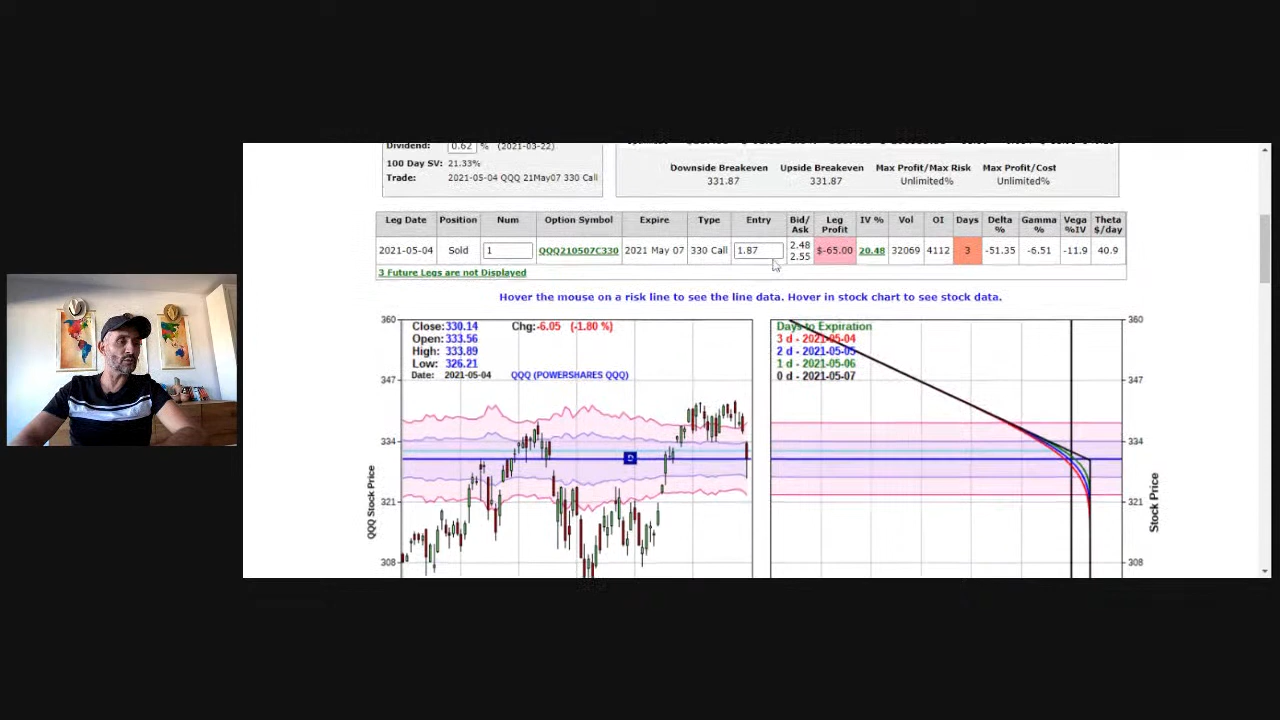 Dividend: 0.62 % (2021-03-22)
100 Day SV: 21.33%
Trade: 2021-05-04 QQQ 21May07 330 Call
Downside Breakeven Upside Breakeven Max Profit/Max Risk Max Profit/Cost
331.87 331.87 Unlimited% Unlimited%
Leg Date Position Num Option Symbol Expire Type Entry Bid/ Ask Leg Profit IV % Vol OI Days Delta % Gamma % Vega %IV Theta $/day
2021-05-04 Sold 1 QQQ210507C330 2021 May 07 330 Call 1.87 2.48 2.55 $-65.00 20.48 32069 4112 3 -51.35 -6.51 -11.9 40.9
3 Future Legs are not Displayed
Hover the mouse on a risk line to see the line data. Hover in stock chart to see stock data.
360
Close:330.14 Chg:-6.05 (-1.80 %)
Open:333.56
High:333.89
Low: 326.21
Date: 2021-05-04 QQQ (POWERSHARES QQQ)
347
334
321
308
QQQ Stock Price
D
Days to Expiration
3 d - 2021-05-04
2 d - 2021-05-05
1 d - 2021-05-06
0 d - 2021-05-07
360
347
334
321
308
Stock Price